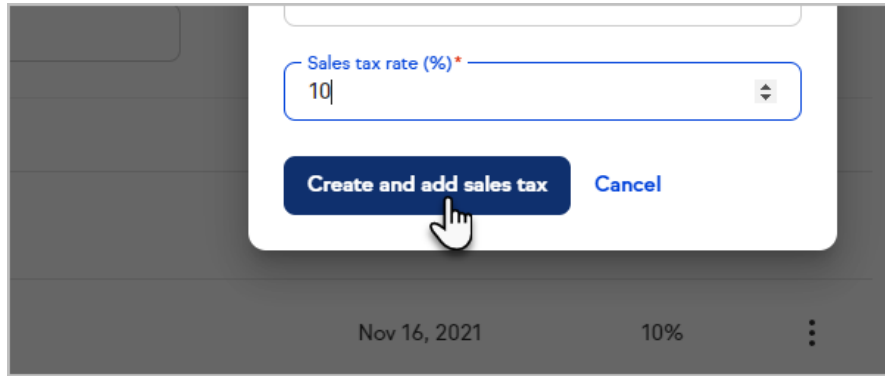 Sales tax rate (%)*
10
Create and add sales tax Cancel
Nov 16, 2021 10%